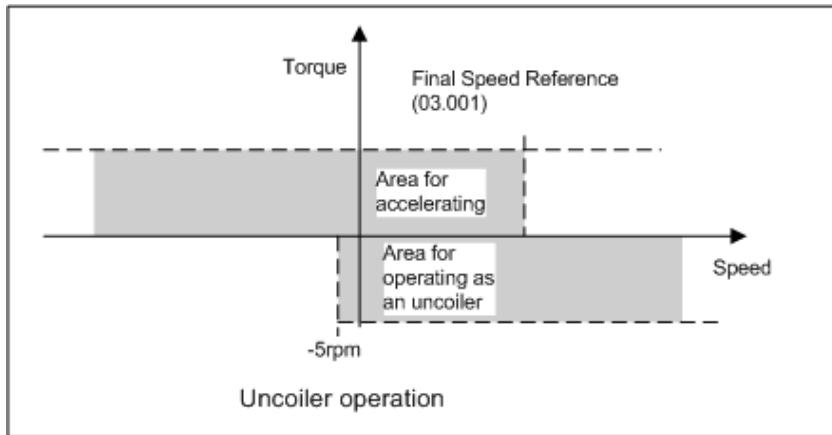 Torque
Final Speed Reference
(03.001)
Area for
accelerating
Area for
operating as
an uncoiler
Speed
-5rpm
Uncoiler operation